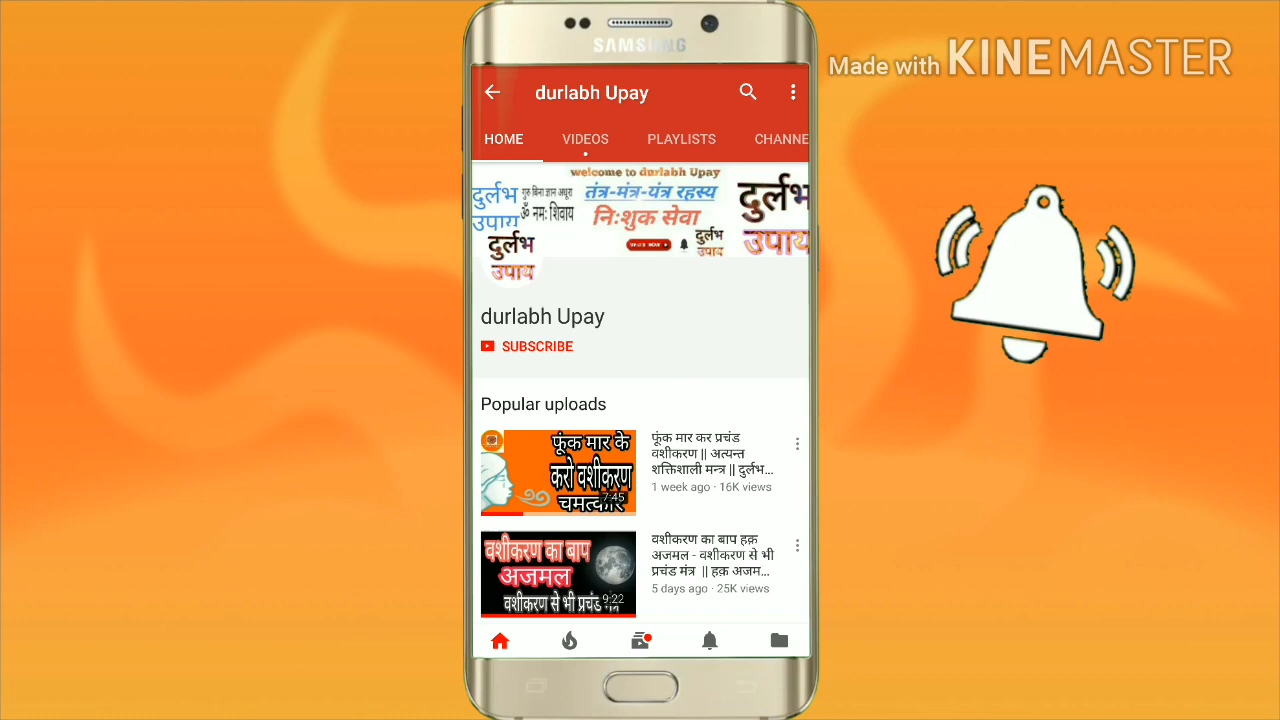 Made with KINEMASTER
SAMSUNG
durlabh Upay
HOME VIDEOS PLAYLISTS CHANNE
welcome to durlabh Upay
दुर्लभ
उपाय
गुरु बिना ज्ञान अधूरा
ॐ नमः शिवाय
तंत्र-मंत्र-यंत्र रहस्य
निःशुक सेवा
दुर्लभ
उपाय
दुर्लभ
उपाय
दुर्लभ
उपाय
durlabh Upay
SUBSCRIBE
Popular uploads
फूंक मार के
करो वशीकरण
चमत्कार
7:45
फूंक मार कर प्रचंड
वशीकरण || अत्यन्त
शक्तिशाली मन्त्र || दुर्लभ...
1 week ago · 16K views
वशीकरण का बाप
अजमल
वशीकरण से भी प्रचंड
9:22
वशीकरण का बाप हक़
अजमल - वशीकरण से भी
प्रचंड मंत्र || हक़ अजम...
5 days ago · 25K views